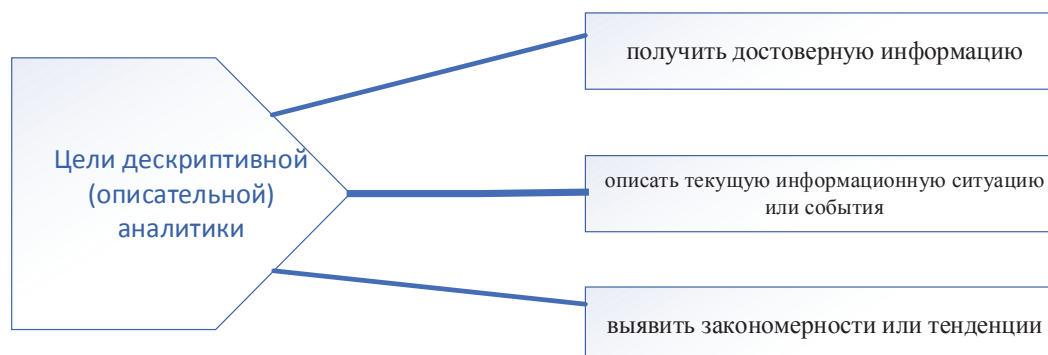 Цели дескриптивной
(описательной)
аналитики
получить достоверную информацию
описать текущую информационную ситуацию
или события
выявить закономерности или тенденции